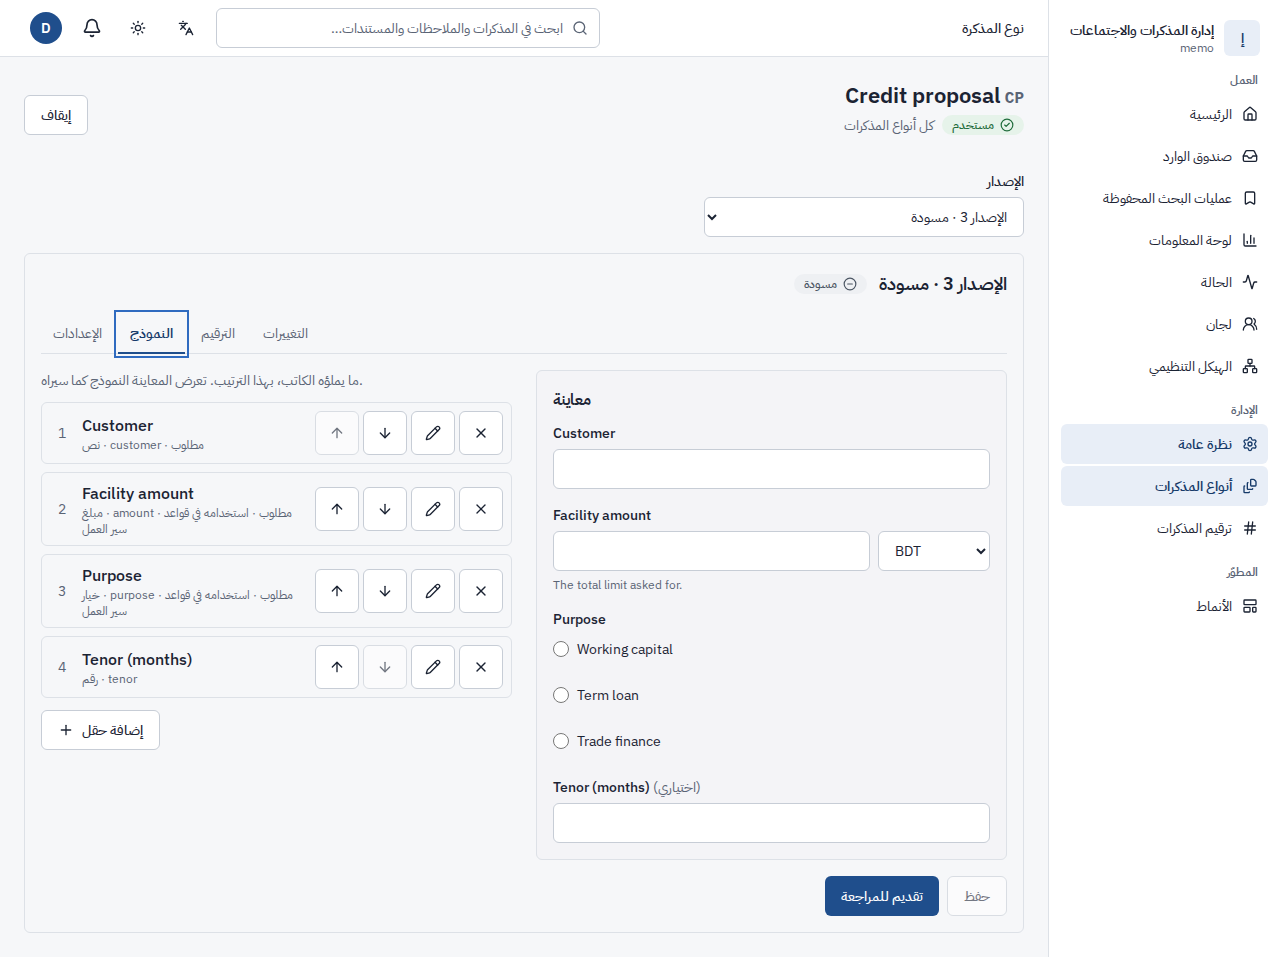 إدارة المذكرات والاجتماعات
memo
إ
العمل
الرئيسية
صندوق الوارد
عمليات البحث المحفوظة
لوحة المعلومات
الحالة
لجان
الهيكل التنظيمي
الإدارة
نظرة عامة
أنواع المذكرات
ترقيم المذكرات
المطوّر
الأنماط
نوع المذكرة
ابحث في المذكرات والملاحظات والمستندات...
D
Credit proposal CP
مستخدم
كل أنواع المذكرات
إيقاف
الإصدار
الإصدار 3 · مسودة
الإصدار 3 · مسودة
مسودة
التغييرات
الترقيم
النموذج
الإعدادات
ما يملؤه الكاتب، بهذا الترتيب. تعرض المعاينة النموذج كما سيراه.
1
Customer
نص · customer · مطلوب
2
Facility amount
مبلغ · amount · مطلوب · استخدامه في قواعد
سير العمل
3
Purpose
خيار · purpose · مطلوب · استخدامه في قواعد
سير العمل
4
Tenor (months)
رقم · tenor
إضافة حقل
معاينة
Customer
Facility amount
BDT
The total limit asked for.
Purpose
Working capital
Term loan
Trade finance
Tenor (months) (اختياري)
حفظ
تقديم للمراجعة